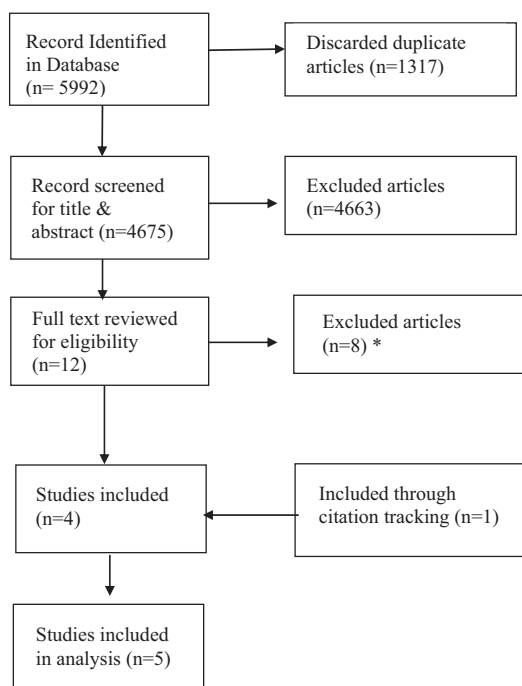 Record Identified
in Database
(n= 5992)
Discarded duplicate
articles (n=1317)
Record screened
for title &
abstract (n=4675)
Excluded articles
(n=4663)
Full text reviewed
for eligibility
(n=12)
Excluded articles
(n=8) *
Studies included
(n=4)
Included through
citation tracking (n=1)
Studies included
in analysis (n=5)